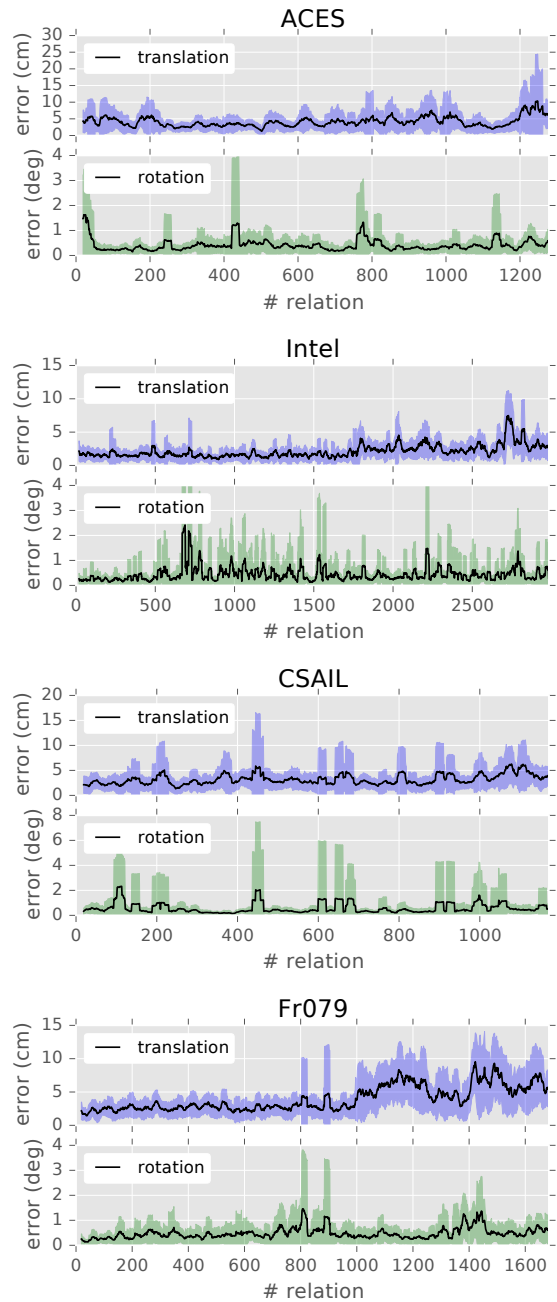 ACES
30
25
20
15
10
5
0
error (cm)
translation
4
3
2
1
0
error (deg)
rotation
0 200 400 600 800 1000 1200
# relation
Intel
15
10
5
0
error (cm)
translation
4
3
2
1
0
error (deg)
rotation
500 1000 1500 2000 2500
# relation
CSAIL
20
15
10
5
0
error (cm)
translation
8
6
4
2
0
error (deg)
rotation
0 200 400 600 800 1000
# relation
Fr079
15
10
5
0
error (cm)
translation
4
3
2
1
0
error (deg)
rotation
0 200 400 600 800 1000 1200 1400 1600
# relation